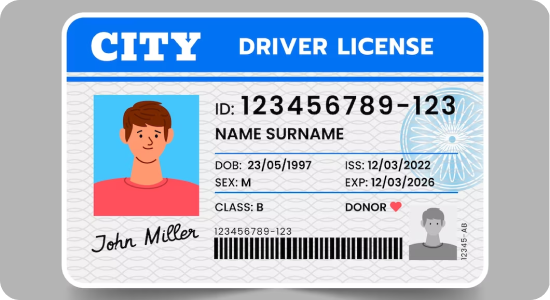 CITY DRIVER LICENSE
ID: 123456789-123
NAME SURNAME
DOB: 23/05/1997 ISS: 12/03/2022
SEX: M EXP: 12/03/2026
CLASS: B DONOR
John Miller
123456789-123
12345-AB